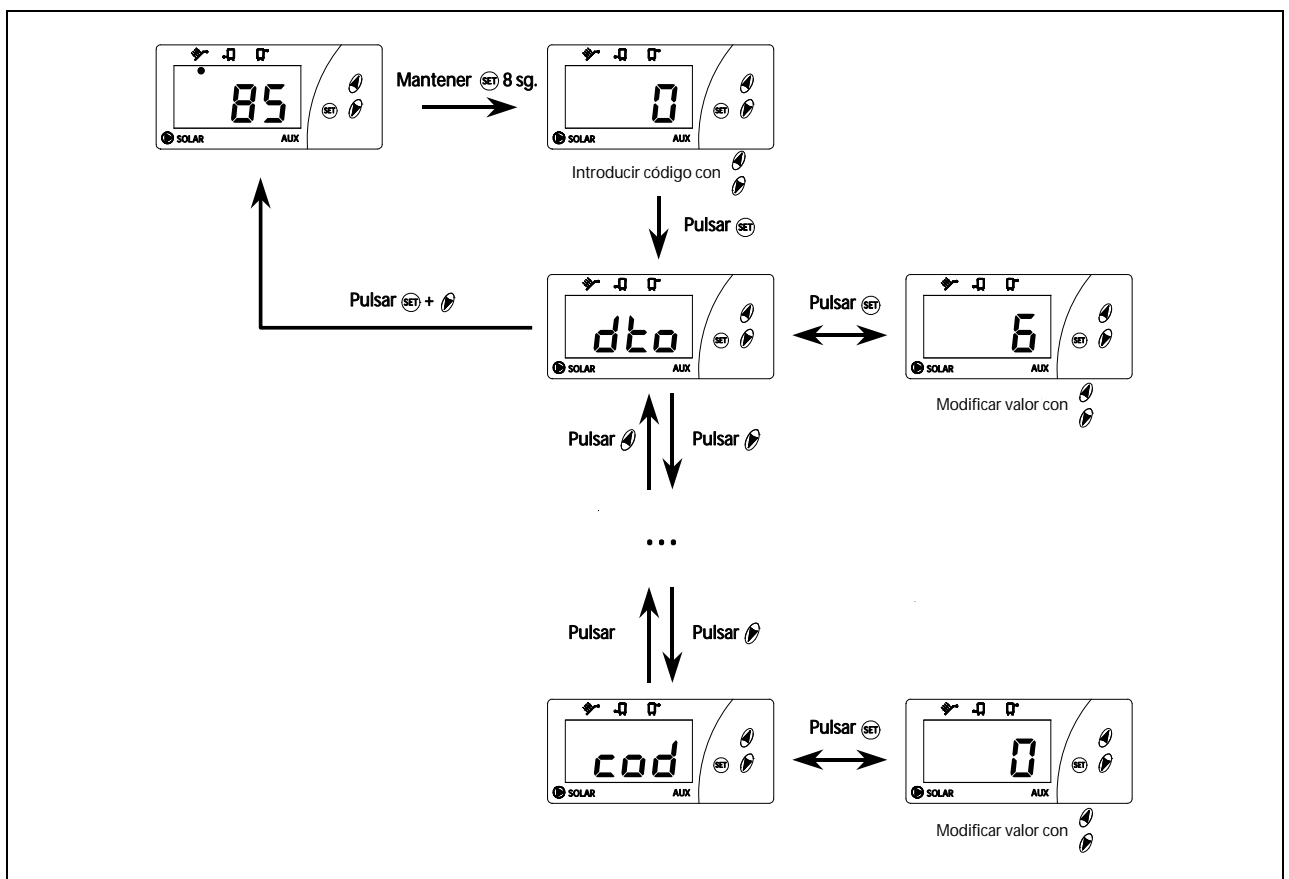 85
SET
SOLAR AUX
Mantener SET 8 sg.
0
SET
SOLAR AUX
Introducir código con
Pulsar SET
Pulsar SET +
dto
SET
SOLAR AUX
Pulsar SET
6
SET
SOLAR AUX
Modificar valor con
Pulsar Pulsar
...
Pulsar Pulsar
cod
SET
SOLAR AUX
Pulsar SET
0
SET
SOLAR AUX
Modificar valor con